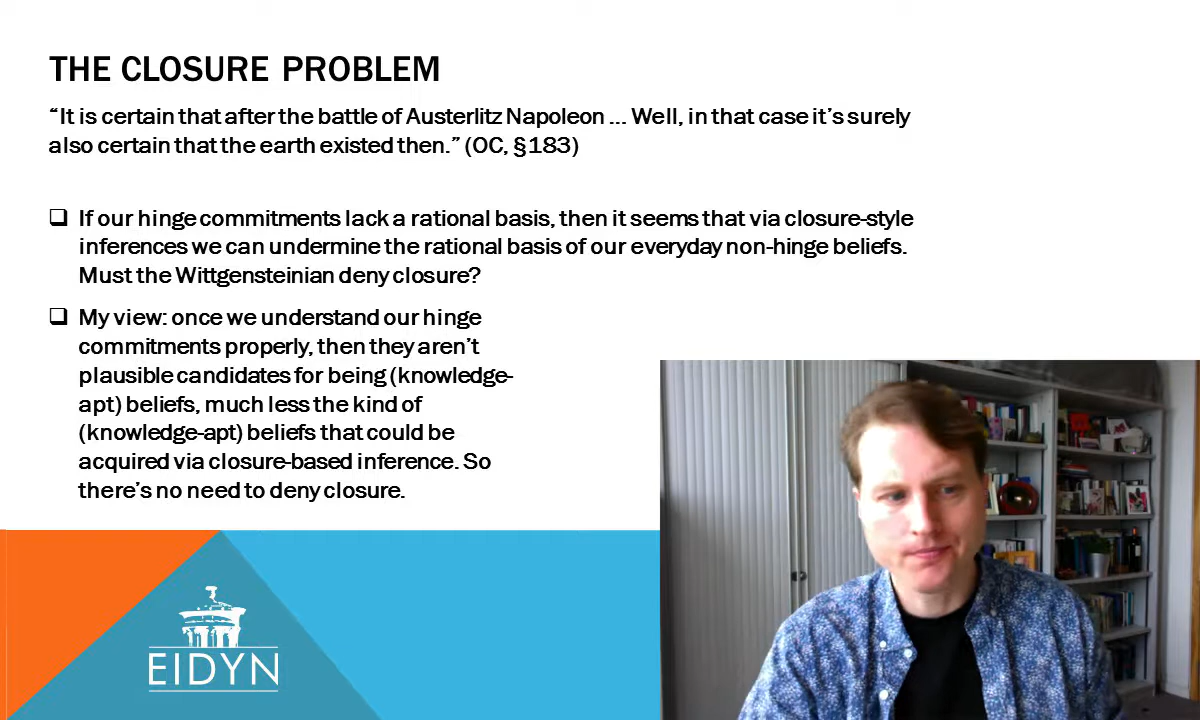 THE CLOSURE PROBLEM
“It is certain that after the battle of Austerlitz Napoleon … Well, in that case it’s surely
also certain that the earth existed then.” (OC, §183)
❑ If our hinge commitments lack a rational basis, then it seems that via closure-style
inferences we can undermine the rational basis of our everyday non-hinge beliefs.
Must the Wittgensteinian deny closure?
❑ My view: once we understand our hinge
commitments properly, then they aren’t
plausible candidates for being (knowledge-
apt) beliefs, much less the kind of
(knowledge-apt) beliefs that could be
acquired via closure-based inference. So
there’s no need to deny closure.
EIDYN